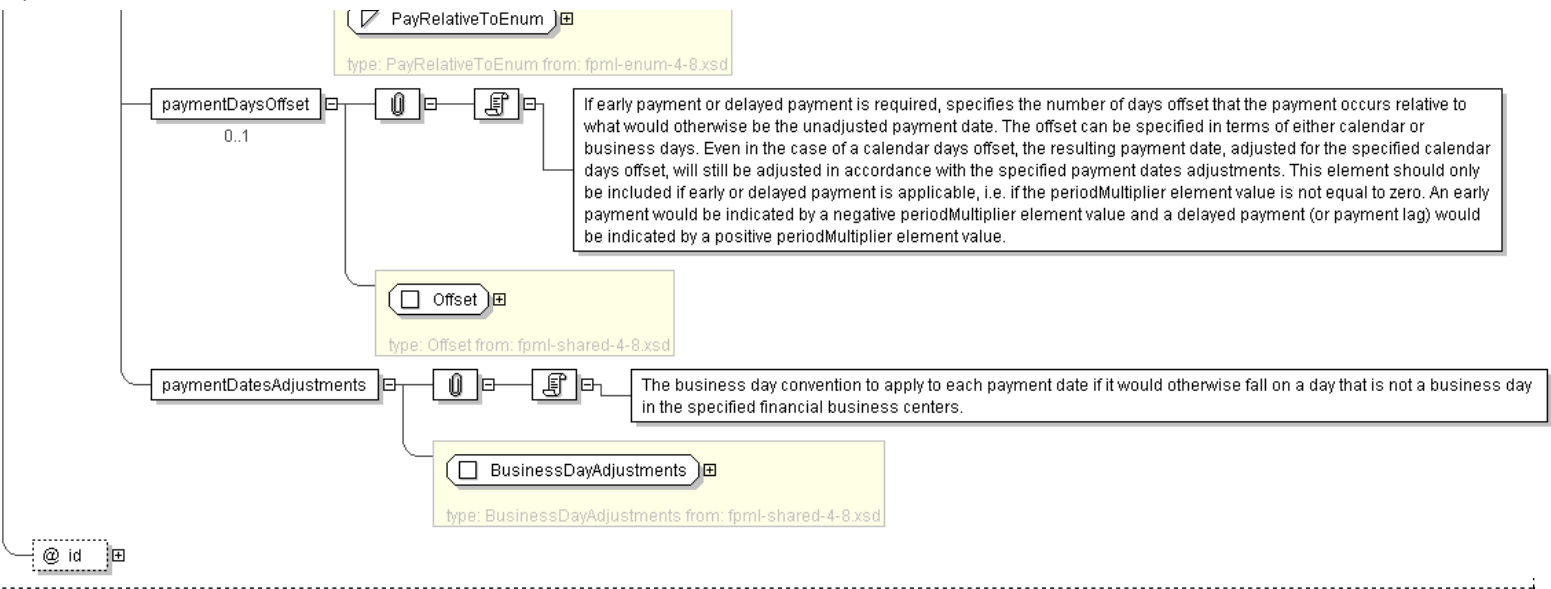 PayRelativeToEnum
type: PayRelativeToEnum from: fpml-enum-4-8.xsd
paymentDaysOffset
0..1
If early payment or delayed payment is required, specifies the number of days offset that the payment occurs relative to
what would otherwise be the unadjusted payment date. The offset can be specified in terms of either calendar or
business days. Even in the case of a calendar days offset, the resulting payment date, adjusted for the specified calendar
days offset, will still be adjusted in accordance with the specified payment dates adjustments. This element should only
be included if early or delayed payment is applicable, i.e. if the periodMultiplier element value is not equal to zero. An early
payment would be indicated by a negative periodMultiplier element value and a delayed payment (or payment lag) would
be indicated by a positive periodMultiplier element value.
Offset
type: Offset from: fpml-shared-4-8.xsd
paymentDatesAdjustments
The business day convention to apply to each payment date if it would otherwise fall on a day that is not a business day
in the specified financial business centers.
BusinessDayAdjustments
type: BusinessDayAdjustments from: fpml-shared-4-8.xsd
@ id